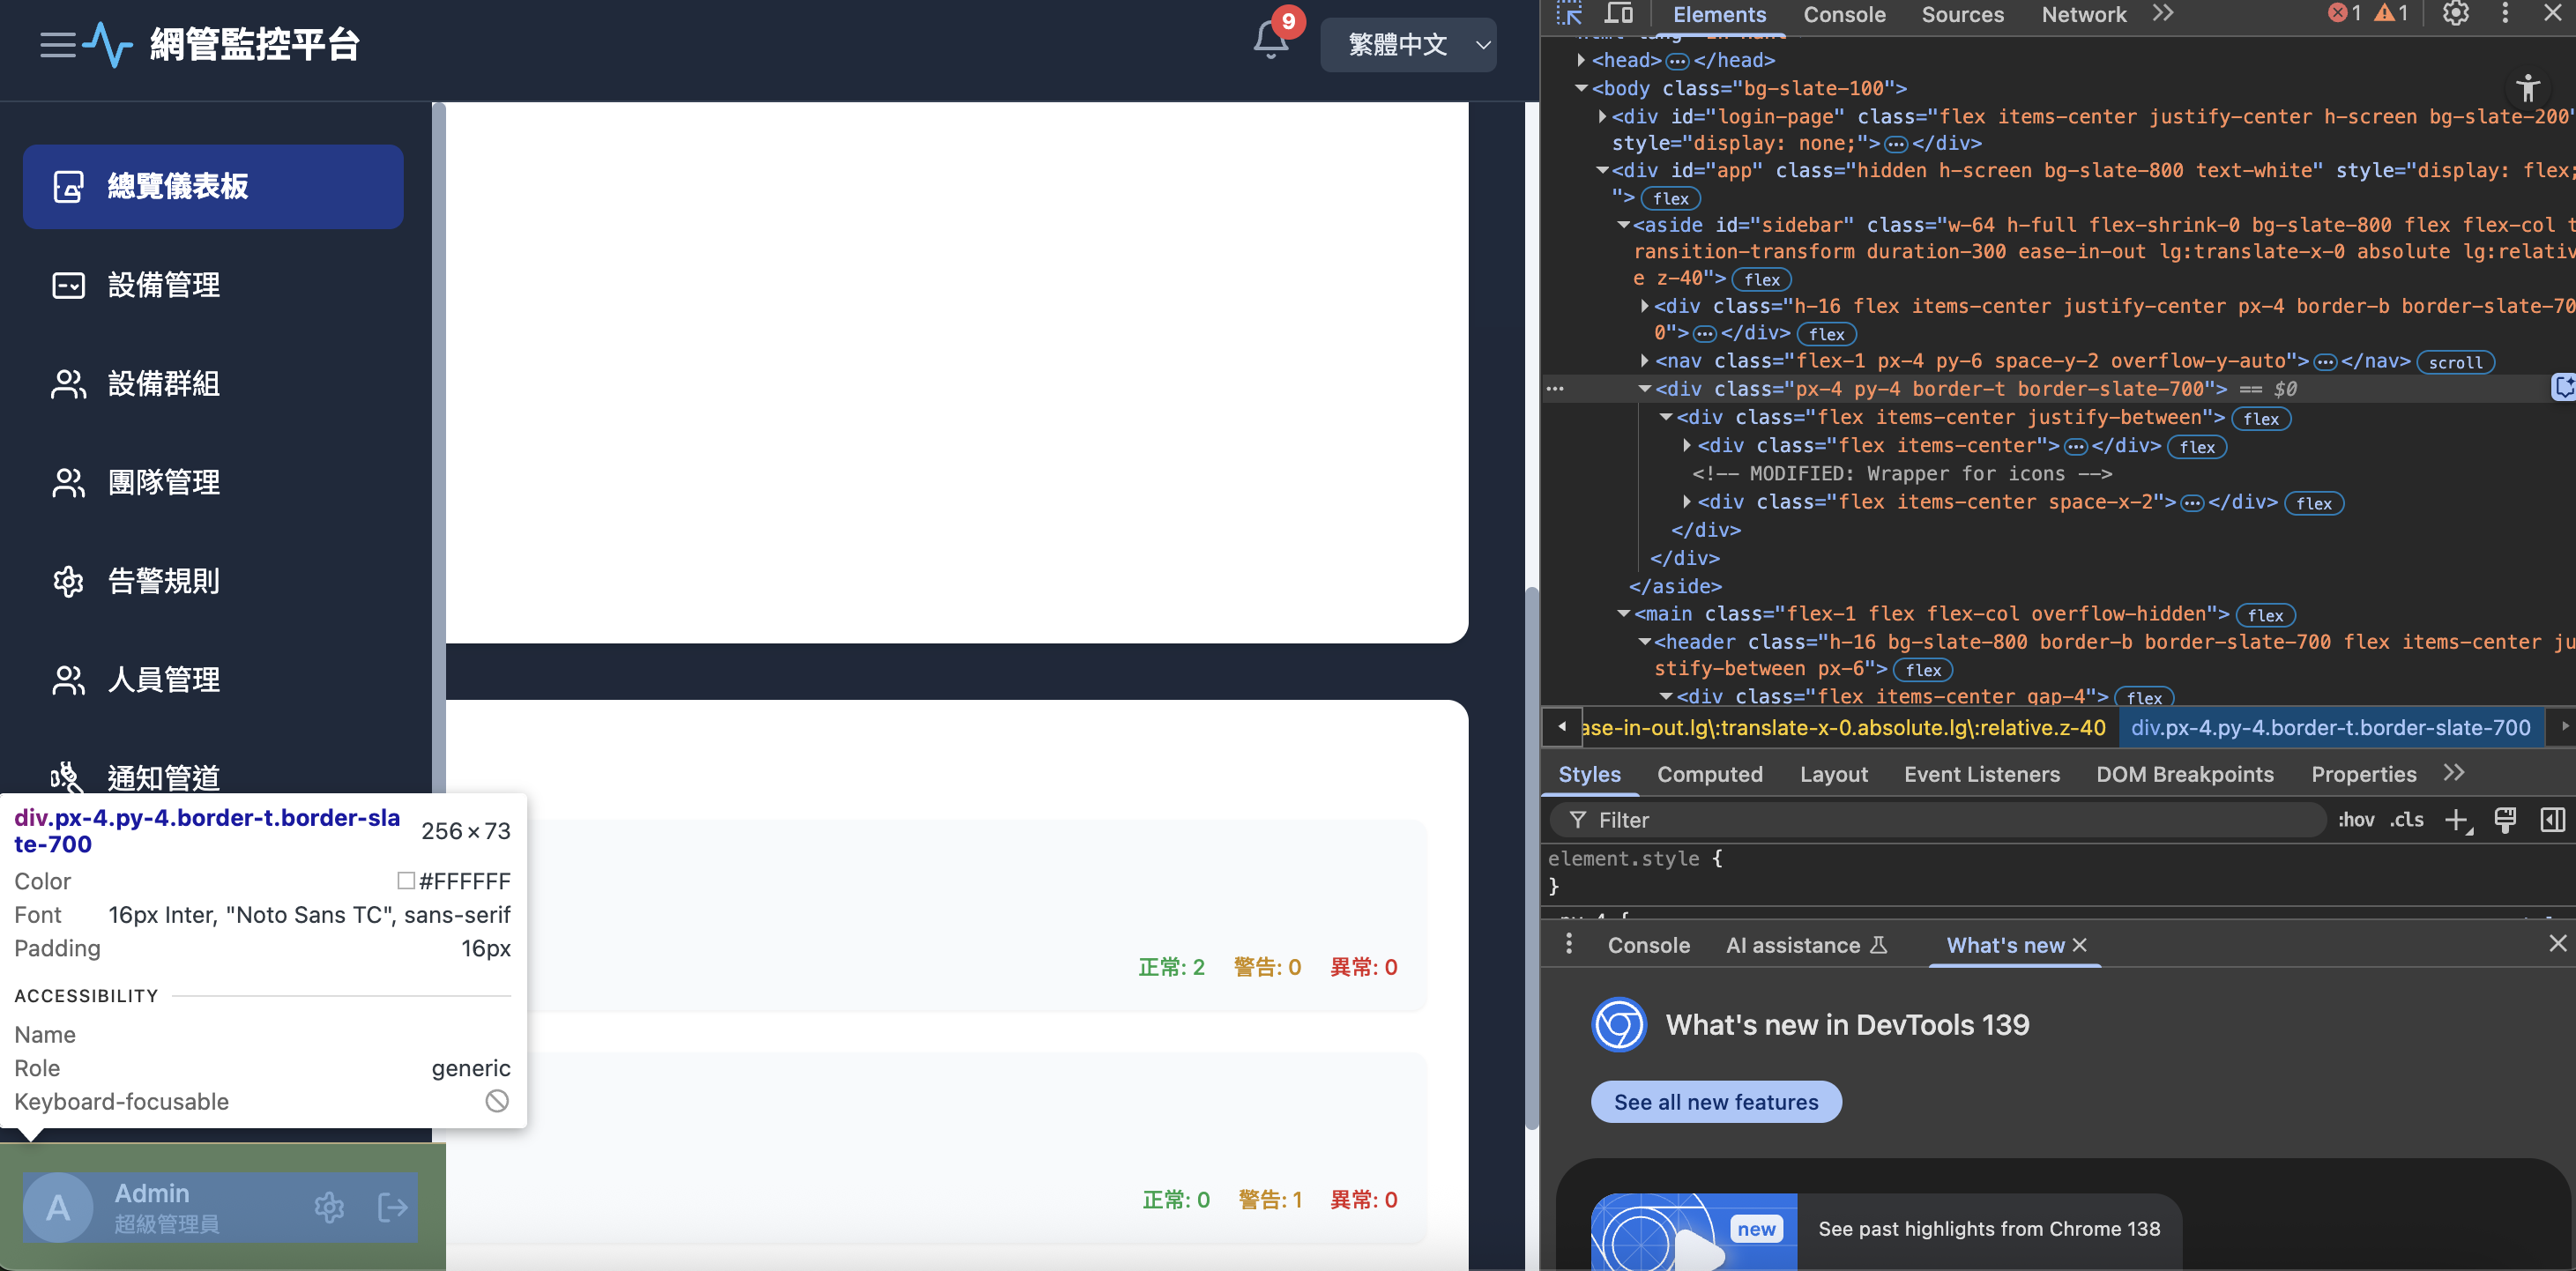 網管監控平台
9
繁體中文
總覽儀表板
設備管理
設備群組
團隊管理
告警規則
人員管理
通知管道
div.px-4.py-4.border-t.border-sla
te-700
256×73
Color
#FFFFFF
Font
16px Inter, "Noto Sans TC", sans-serif
Padding
16px
ACCESSIBILITY
Name
Role
generic
Keyboard-focusable
A
Admin
超級管理員
正常: 2
警告: 0
異常: 0
正常: 0
警告: 1
異常: 0
Elements
Console
Sources
Network
1
1
<head> ··· </head>
<body class="bg-slate-100">
<div id="login-page" class="flex items-center justify-center h-screen bg-slate-200"
style="display: none;"> ··· </div>
<div id="app" class="hidden h-screen bg-slate-800 text-white" style="display: flex;
"> flex
<aside id="sidebar" class="w-64 h-full flex-shrink-0 bg-slate-800 flex flex-col t
ransition-transform duration-300 ease-in-out lg:translate-x-0 absolute lg:relativ
e z-40"> flex
<div class="h-16 flex items-center justify-center px-4 border-b border-slate-70
0"> ··· </div> flex
<nav class="flex-1 px-4 py-6 space-y-2 overflow-y-auto"> ··· </nav> scroll
··· <div class="px-4 py-4 border-t border-slate-700"> == $0
<div class="flex items-center justify-between"> flex
<div class="flex items-center"> ··· </div> flex
<!-- MODIFIED: Wrapper for icons -->
<div class="flex items-center space-x-2"> ··· </div> flex
</div>
</div>
</aside>
<main class="flex-1 flex flex-col overflow-hidden"> flex
<header class="h-16 bg-slate-800 border-b border-slate-700 flex items-center ju
stify-between px-6"> flex
<div class="flex items-center gap-4"> flex
ase-in-out.lg\:translate-x-0.absolute.lg\:relative.z-40
div.px-4.py-4.border-t.border-slate-700
Styles
Computed
Layout
Event Listeners
DOM Breakpoints
Properties
Filter
:hov
.cls
element.style {
}
Console
AI assistance
What's new
What's new in DevTools 139
See all new features
new
See past highlights from Chrome 138